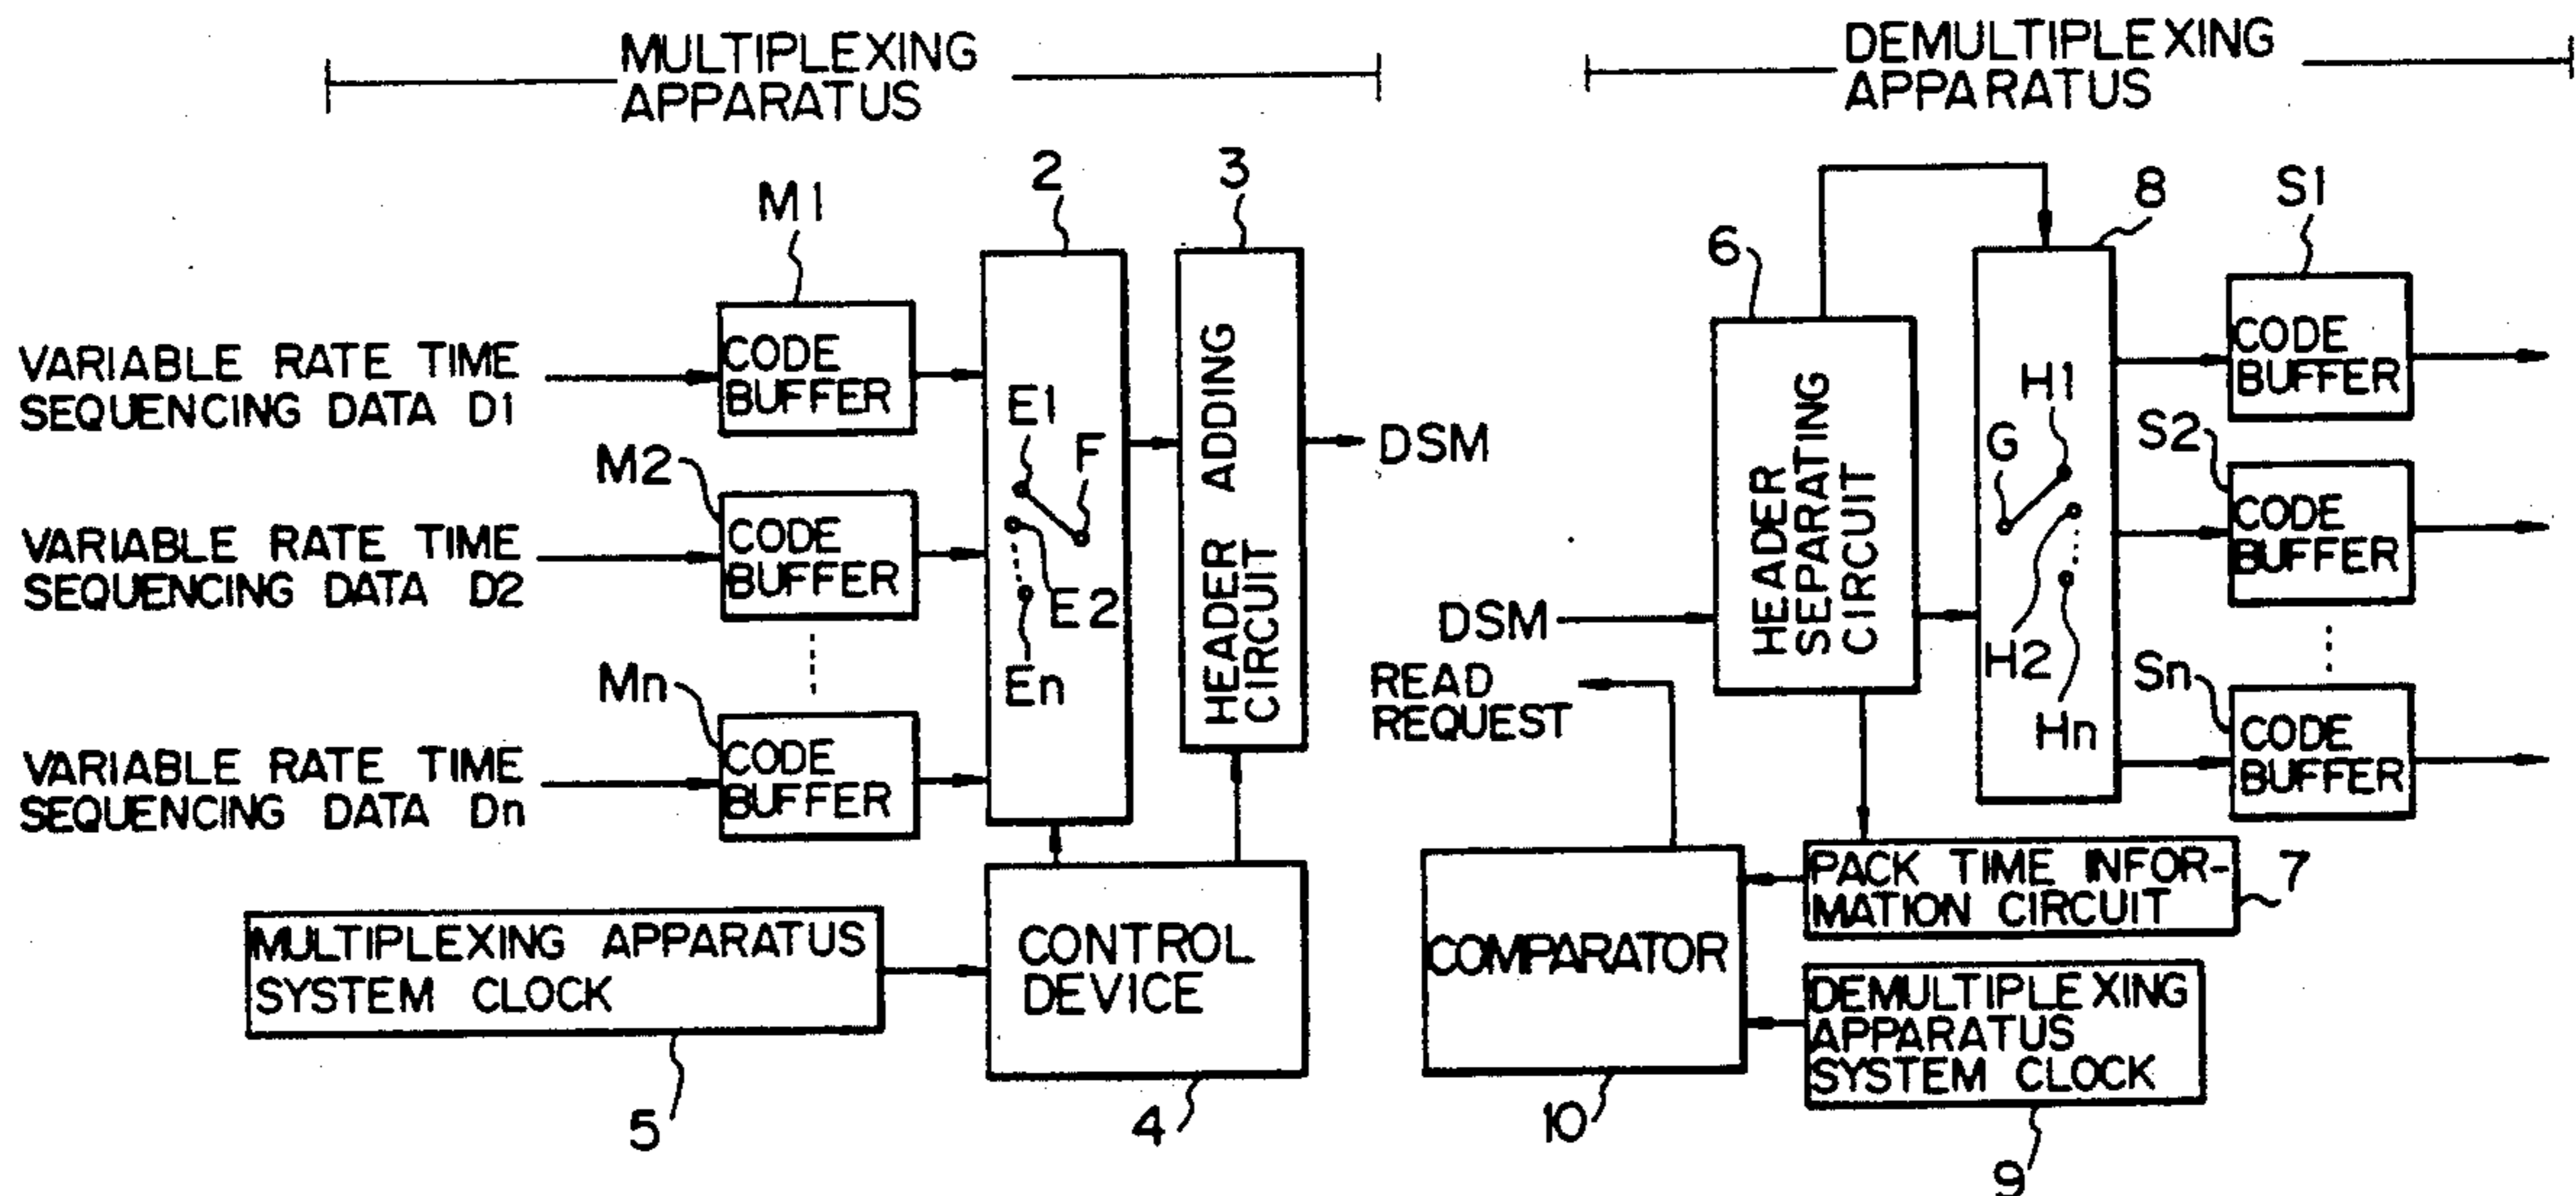 MULTIPLEXING
APPARATUS
DEMULTIPLEXING
APPARATUS
M1
2
3
6
8
S1
VARIABLE RATE TIME
SEQUENCING DATA D1
CODE
BUFFER
E1
F
HEADER ADDING
CIRCUIT
DSM
HEADER
SEPARATING
CIRCUIT
H1
G
CODE
BUFFER
M2
S2
VARIABLE RATE TIME
SEQUENCING DATA D2
CODE
BUFFER
E2
En
DSM
H2
Hn
CODE
BUFFER
READ
REQUEST
Mn
Sn
VARIABLE RATE TIME
SEQUENCING DATA Dn
CODE
BUFFER
CODE
BUFFER
MULTIPLEXING APPARATUS
SYSTEM CLOCK
5
CONTROL
DEVICE
4
COMPARATOR
10
PACK TIME INFOR-
MATION CIRCUIT
7
DEMULTIPLEXING
APPARATUS
SYSTEM CLOCK
9